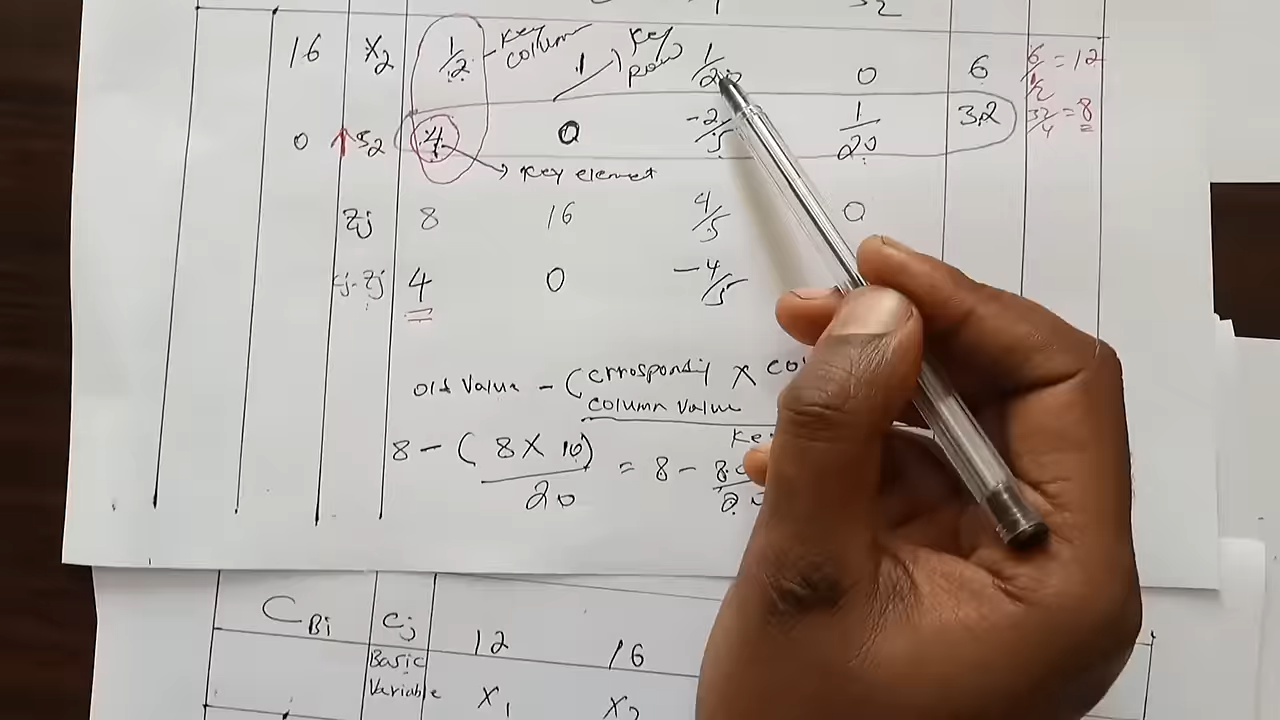 S2
16 X2 1/2 - Key column 1 Key row 1/20 0 6 6/1/2 = 12
0 S2 4 0 -2/5 1/20 32 32/4 = 8
Key element
Zj 8 16 4/5 0
Cj-Zj 4 0 -4/5
Old Value - (Crrosponding X
column value
8 - (8 X 10) = 8 -
20
CBi Cj 12 16
Basic Variable X1 X2